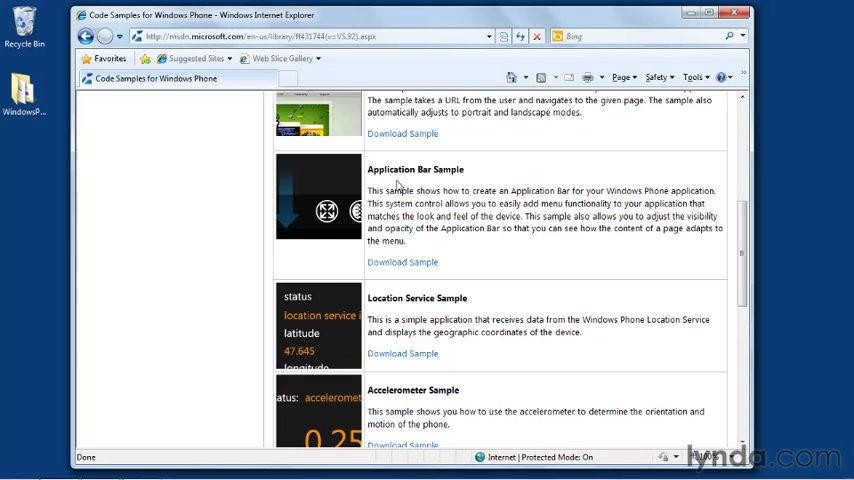 Code Samples for Windows Phone - Windows Internet Explorer
Recycle Bin
http://msdn.microsoft.com/en-us/library/ff431744(v=VS.92).aspx
Bing
Favorites
Suggested Sites
Web Slice Gallery
Code Samples for Windows Phone
Page
Safety
Tools
WindowsP...
The sample takes a URL from the user and navigates to the given page. The sample also
automatically adjusts to portrait and landscape modes.
Download Sample
Application Bar Sample
This sample shows how to create an Application Bar for your Windows Phone application.
This system control allows you to easily add menu functionality to your application that
matches the look and feel of the device. This sample also allows you to adjust the visibility
and opacity of the Application Bar so that you can see how the content of a page adapts to
the menu.
Download Sample
status
location service i
latitude
47.645
longitude
Location Service Sample
This is a simple application that receives data from the Windows Phone Location Service
and displays the geographic coordinates of the device.
Download Sample
atus: acceleromet
0.25
Accelerometer Sample
This sample shows you how to use the accelerometer to determine the orientation and
motion of the phone.
Download Sample
Done
Internet | Protected Mode: On
100%
lynda.com